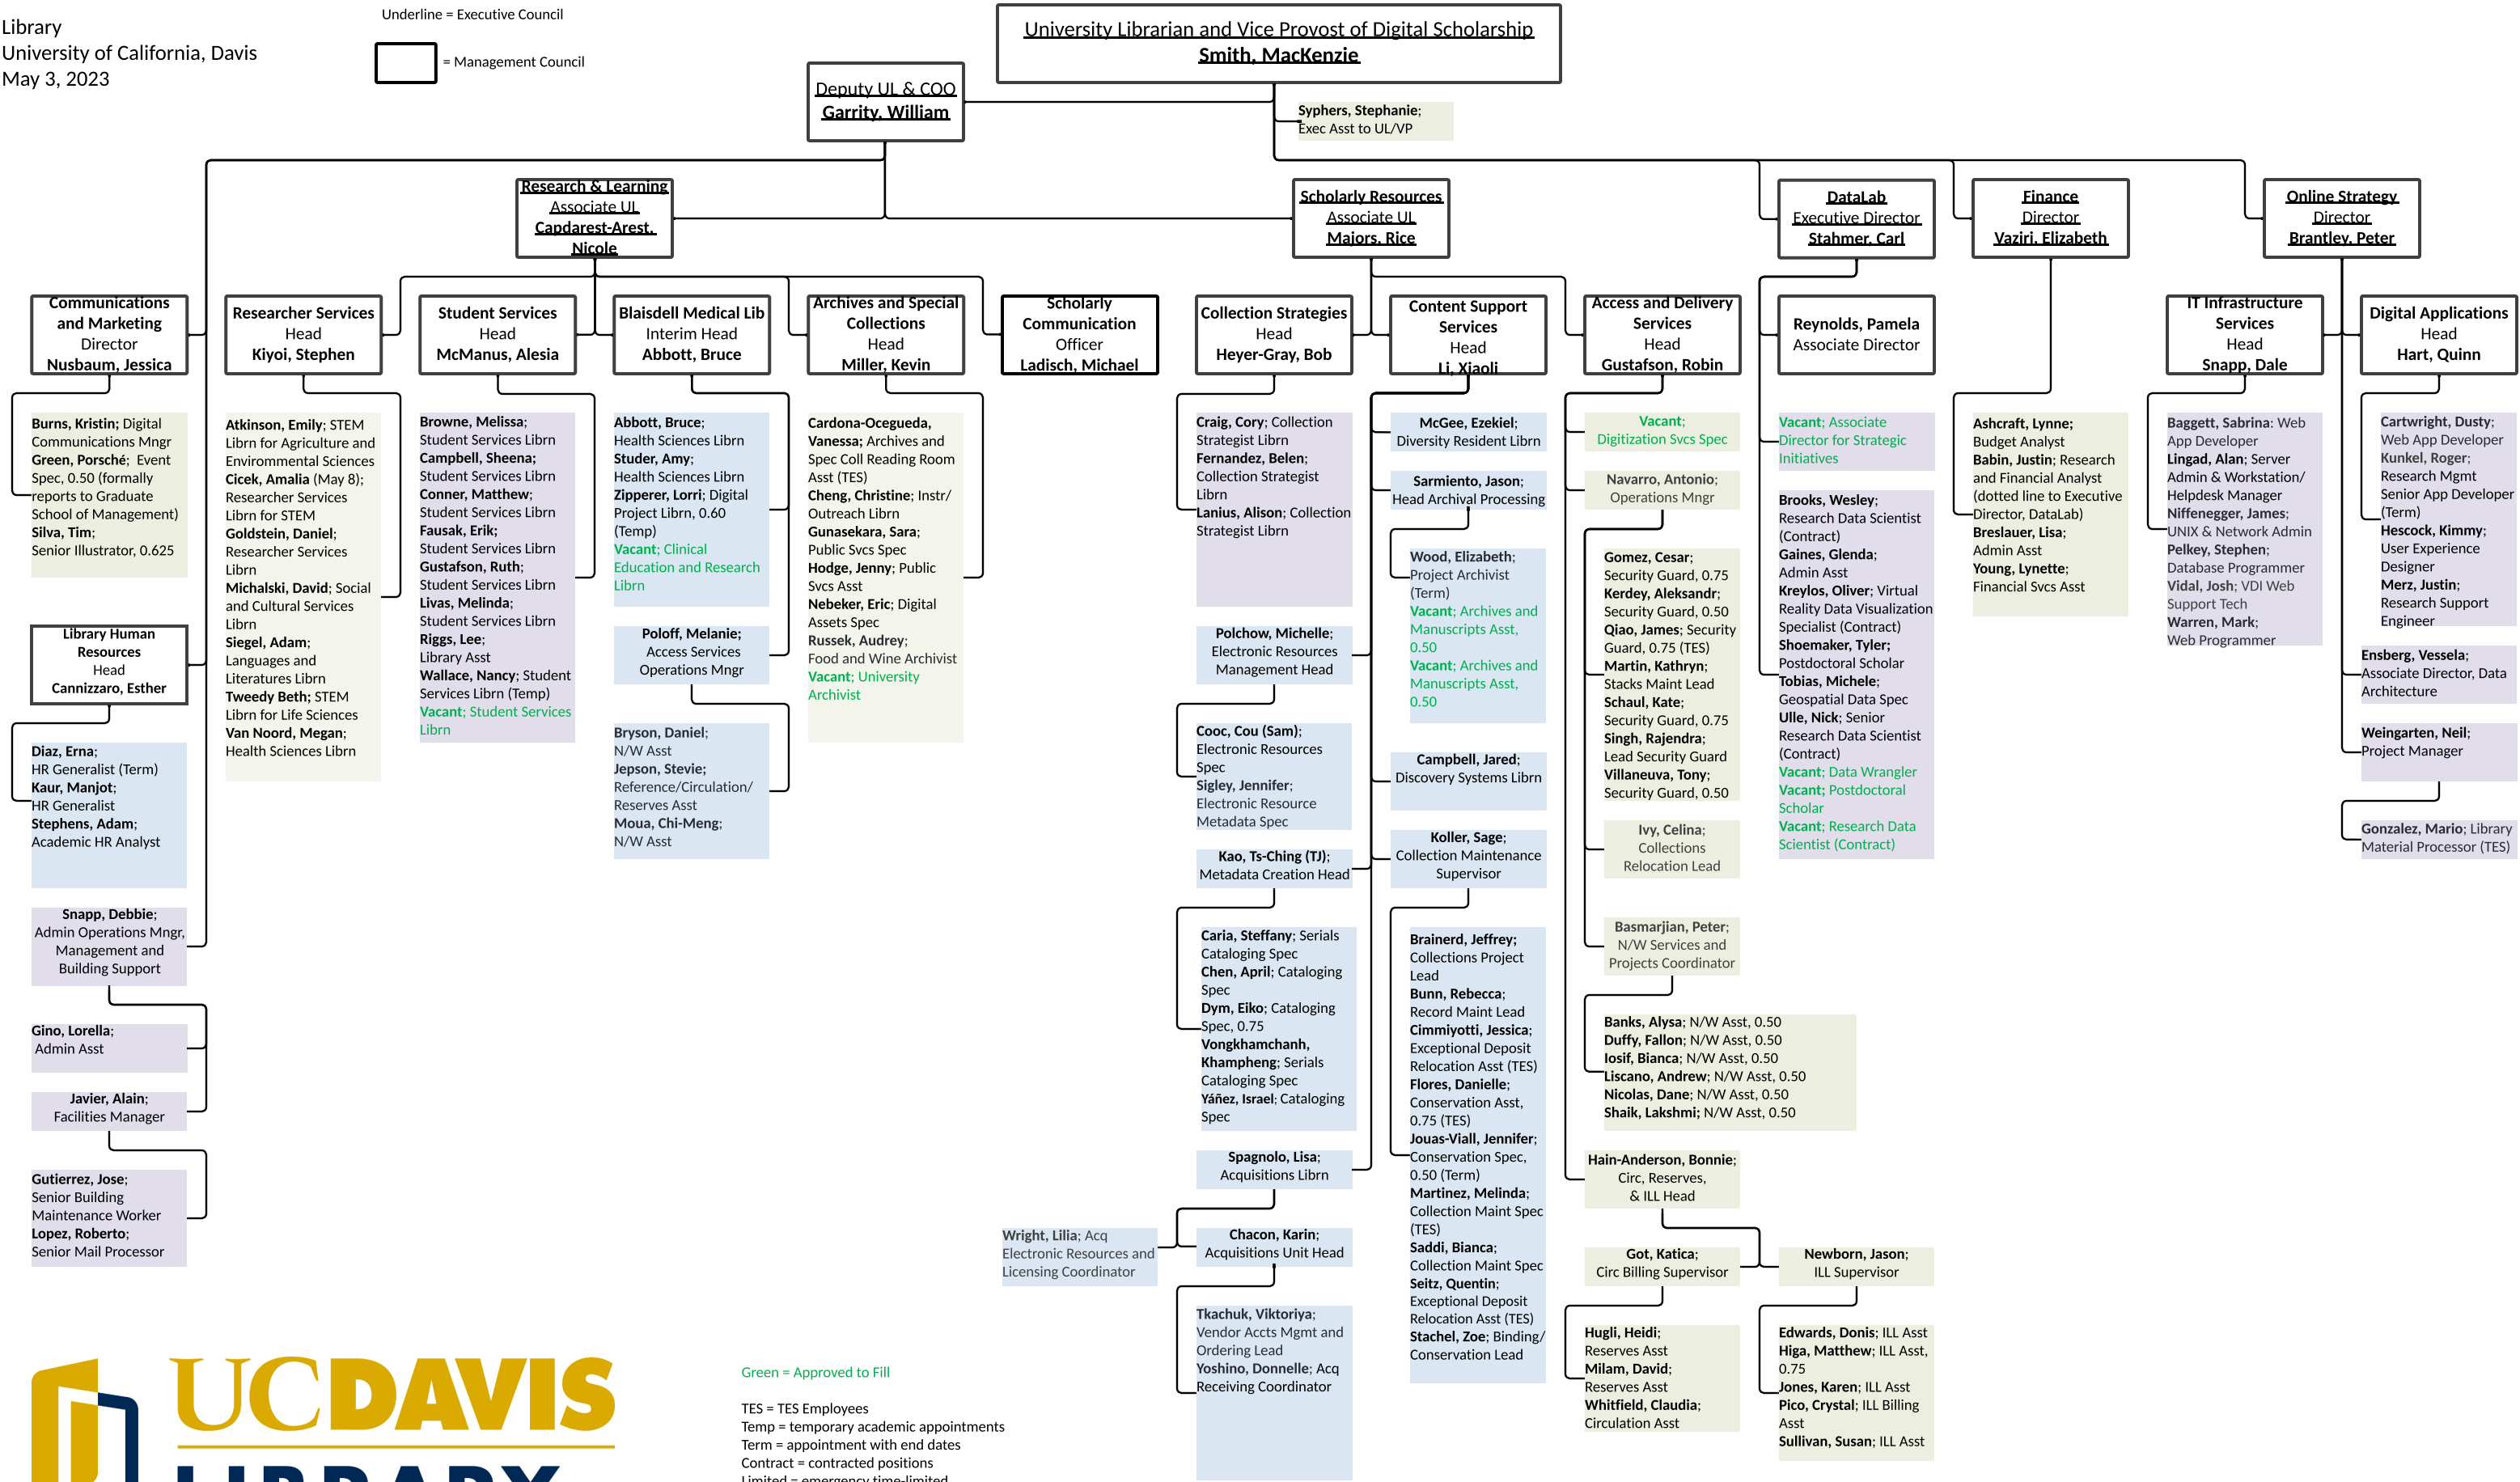 Library
University of California, Davis
May 3, 2023
Underline = Executive Council
= Management Council
University Librarian and Vice Provost of Digital Scholarship
Smith, MacKenzie
Deputy UL & COO
Garrity, William
Syphers, Stephanie;
Exec Asst to UL/VP
Research & Learning
Associate UL
Capdarest-Arest,
Nicole
Scholarly Resources
Associate UL
Majors, Rice
DataLab
Executive Director
Stahmer, Carl
Finance
Director
Vaziri, Elizabeth
Online Strategy
Director
Brantley, Peter
Communications
and Marketing
Director
Nusbaum, Jessica
Researcher Services
Head
Kiyoi, Stephen
Student Services
Head
McManus, Alesia
Blaisdell Medical Lib
Interim Head
Abbott, Bruce
Archives and Special
Collections
Head
Miller, Kevin
Scholarly
Communication
Officer
Ladisch, Michael
Collection Strategies
Head
Heyer-Gray, Bob
Content Support
Services
Head
Li, Xiaoli
Access and Delivery
Services
Head
Gustafson, Robin
Reynolds, Pamela
Associate Director
IT Infrastructure
Services
Head
Snapp, Dale
Digital Applications
Head
Hart, Quinn
Burns, Kristin; Digital
Communications Mngr
Green, Porsché; Event
Spec, 0.50 (formally
reports to Graduate
School of Management)
Silva, Tim;
Senior Illustrator, 0.625
Library Human
Resources
Head
Cannizzaro, Esther
Diaz, Erna;
HR Generalist (Term)
Kaur, Manjot;
HR Generalist
Stephens, Adam;
Academic HR Analyst
Snapp, Debbie;
Admin Operations Mngr,
Management and
Building Support
Gino, Lorella;
Admin Asst
Javier, Alain;
Facilities Manager
Gutierrez, Jose;
Senior Building
Maintenance Worker
Lopez, Roberto;
Senior Mail Processor
Atkinson, Emily; STEM
Librn for Agriculture and
Envirommental Sciences
Cicek, Amalia (May 8);
Researcher Services
Librn for STEM
Goldstein, Daniel;
Researcher Services
Librn
Michalski, David; Social
and Cultural Services
Librn
Siegel, Adam;
Languages and
Literatures Librn
Tweedy Beth; STEM
Librn for Life Sciences
Van Noord, Megan;
Health Sciences Librn
Browne, Melissa;
Student Services Librn
Campbell, Sheena;
Student Services Librn
Conner, Matthew;
Student Services Librn
Fausak, Erik;
Student Services Librn
Gustafson, Ruth;
Student Services Librn
Livas, Melinda;
Student Services Librn
Riggs, Lee;
Library Asst
Wallace, Nancy; Student
Services Librn (Temp)
Vacant; Student Services
Librn
Abbott, Bruce;
Health Sciences Librn
Studer, Amy;
Health Sciences Librn
Zipperer, Lorri; Digital
Project Librn, 0.60
(Temp)
Vacant; Clinical
Education and Research
Librn
Poloff, Melanie;
Access Services
Operations Mngr
Bryson, Daniel;
N/W Asst
Jepson, Stevie;
Reference/Circulation/
Reserves Asst
Moua, Chi-Meng;
N/W Asst
Cardona-Ocegueda,
Vanessa; Archives and
Spec Coll Reading Room
Asst (TES)
Cheng, Christine; Instr/
Outreach Librn
Gunasekara, Sara;
Public Svcs Spec
Hodge, Jenny; Public
Svcs Asst
Nebeker, Eric; Digital
Assets Spec
Russek, Audrey;
Food and Wine Archivist
Vacant; University
Archivist
Craig, Cory; Collection
Strategist Librn
Fernandez, Belen;
Collection Strategist
Librn
Lanius, Alison; Collection
Strategist Librn
Polchow, Michelle;
Electronic Resources
Management Head
Cooc, Cou (Sam);
Electronic Resources
Spec
Sigley, Jennifer;
Electronic Resource
Metadata Spec
Kao, Ts-Ching (TJ);
Metadata Creation Head
Caria, Steffany; Serials
Cataloging Spec
Chen, April; Cataloging
Spec
Dym, Eiko; Cataloging
Spec, 0.75
Vongkhamchanh,
Khampheng; Serials
Cataloging Spec
Yáñez, Israel; Cataloging
Spec
Spagnolo, Lisa;
Acquisitions Librn
Wright, Lilia; Acq
Electronic Resources and
Licensing Coordinator
Chacon, Karin;
Acquisitions Unit Head
Tkachuk, Viktoriya;
Vendor Accts Mgmt and
Ordering Lead
Yoshino, Donnelle; Acq
Receiving Coordinator
McGee, Ezekiel;
Diversity Resident Librn
Sarmiento, Jason;
Head Archival Processing
Wood, Elizabeth;
Project Archivist
(Term)
Vacant; Archives and
Manuscripts Asst,
0.50
Vacant; Archives and
Manuscripts Asst,
0.50
Campbell, Jared;
Discovery Systems Librn
Koller, Sage;
Collection Maintenance
Supervisor
Brainerd, Jeffrey;
Collections Project
Lead
Bunn, Rebecca;
Record Maint Lead
Cimmiyotti, Jessica;
Exceptional Deposit
Relocation Asst (TES)
Flores, Danielle;
Conservation Asst,
0.75 (TES)
Jouas-Viall, Jennifer;
Conservation Spec,
0.50 (Term)
Martinez, Melinda;
Collection Maint Spec
(TES)
Saddi, Bianca;
Collection Maint Spec
Seitz, Quentin;
Exceptional Deposit
Relocation Asst (TES)
Stachel, Zoe; Binding/
Conservation Lead
Vacant;
Digitization Svcs Spec
Navarro, Antonio;
Operations Mngr
Gomez, Cesar;
Security Guard, 0.75
Kerdey, Aleksandr;
Security Guard, 0.50
Qiao, James; Security
Guard, 0.75 (TES)
Martin, Kathryn;
Stacks Maint Lead
Schaul, Kate;
Security Guard, 0.75
Singh, Rajendra;
Lead Security Guard
Villaneuva, Tony;
Security Guard, 0.50
Ivy, Celina;
Collections
Relocation Lead
Basmarjian, Peter;
N/W Services and
Projects Coordinator
Banks, Alysa; N/W Asst, 0.50
Duffy, Fallon; N/W Asst, 0.50
Iosif, Bianca; N/W Asst, 0.50
Liscano, Andrew; N/W Asst, 0.50
Nicolas, Dane; N/W Asst, 0.50
Shaik, Lakshmi; N/W Asst, 0.50
Hain-Anderson, Bonnie;
Circ, Reserves,
& ILL Head
Got, Katica;
Circ Billing Supervisor
Newborn, Jason;
ILL Supervisor
Hugli, Heidi;
Reserves Asst
Milam, David;
Reserves Asst
Whitfield, Claudia;
Circulation Asst
Edwards, Donis; ILL Asst
Higa, Matthew; ILL Asst,
0.75
Jones, Karen; ILL Asst
Pico, Crystal; ILL Billing
Asst
Sullivan, Susan; ILL Asst
Vacant; Associate
Director for Strategic
Initiatives
Brooks, Wesley;
Research Data Scientist
(Contract)
Gaines, Glenda;
Admin Asst
Kreylos, Oliver; Virtual
Reality Data Visualization
Specialist (Contract)
Shoemaker, Tyler;
Postdoctoral Scholar
Tobias, Michele;
Geospatial Data Spec
Ulle, Nick; Senior
Research Data Scientist
(Contract)
Vacant; Data Wrangler
Vacant; Postdoctoral
Scholar
Vacant; Research Data
Scientist (Contract)
Ashcraft, Lynne;
Budget Analyst
Babin, Justin; Research
and Financial Analyst
(dotted line to Executive
Director, DataLab)
Breslauer, Lisa;
Admin Asst
Young, Lynette;
Financial Svcs Asst
Baggett, Sabrina: Web
App Developer
Lingad, Alan; Server
Admin & Workstation/
Helpdesk Manager
Niffenegger, James;
UNIX & Network Admin
Pelkey, Stephen;
Database Programmer
Vidal, Josh; VDI Web
Support Tech
Warren, Mark;
Web Programmer
Cartwright, Dusty;
Web App Developer
Kunkel, Roger;
Research Mgmt
Senior App Developer
(Term)
Hescock, Kimmy;
User Experience
Designer
Merz, Justin;
Research Support
Engineer
Ensberg, Vessela;
Associate Director, Data
Architecture
Weingarten, Neil;
Project Manager
Gonzalez, Mario; Library
Material Processor (TES)
UCDAVIS
LIBRARY
Green = Approved to Fill
TES = TES Employees
Temp = temporary academic appointments
Term = appointment with end dates
Contract = contracted positions
Limited = emergency time-limited